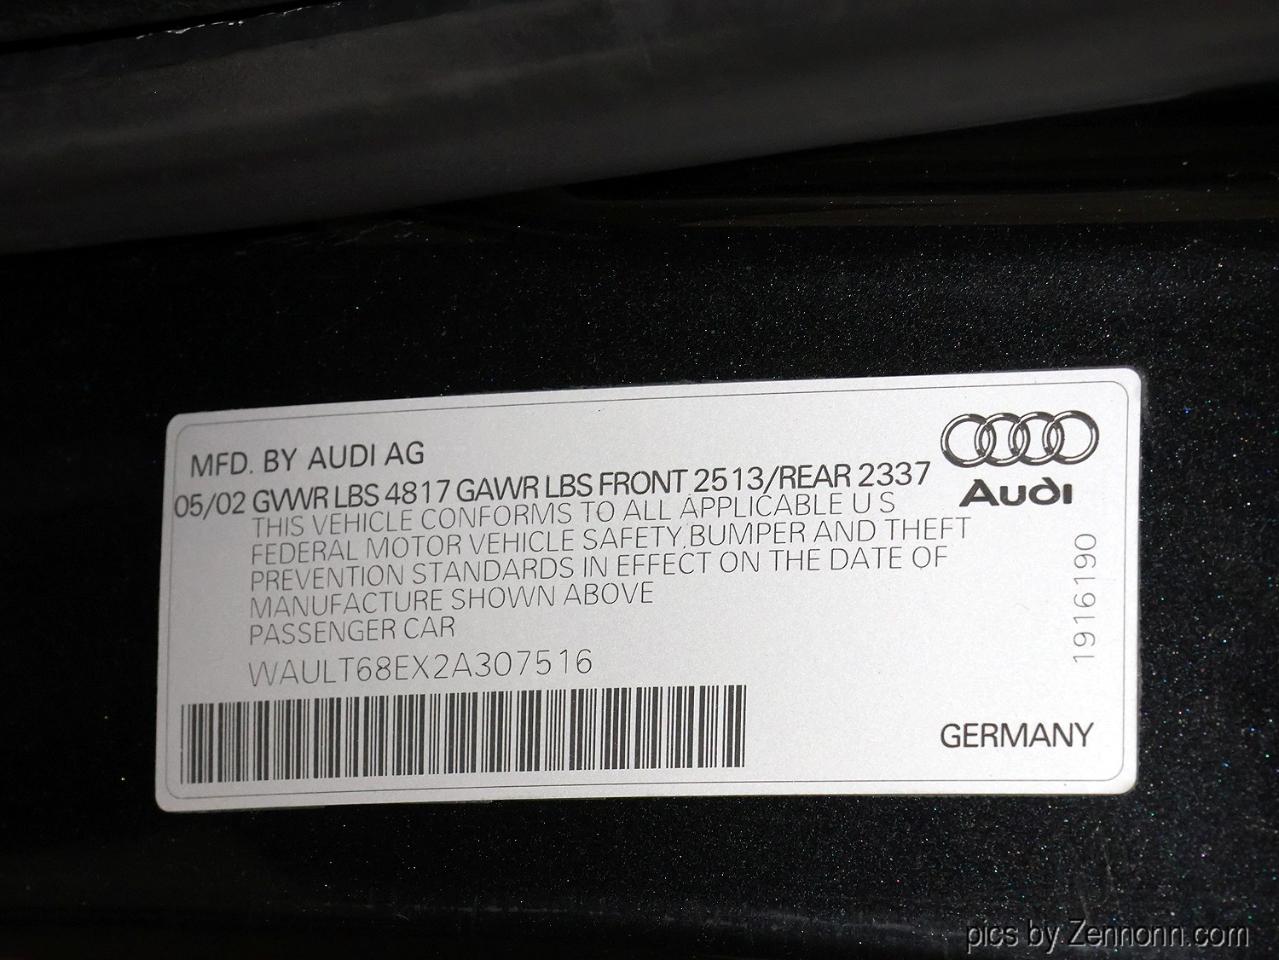 MFD. BY AUDI AG
05/02 GVWR LBS 4817 GAWR LBS FRONT 2513/REAR 2337
THIS VEHICLE CONFORMS TO ALL APPLICABLE U S
FEDERAL MOTOR VEHICLE SAFETY,BUMPER AND THEFT
PREVENTION STANDARDS IN EFFECT ON THE DATE OF
MANUFACTURE SHOWN ABOVE
PASSENGER CAR
WAULT68EX2A307516
Audi
1916190
GERMANY
pics by Zennonn.com